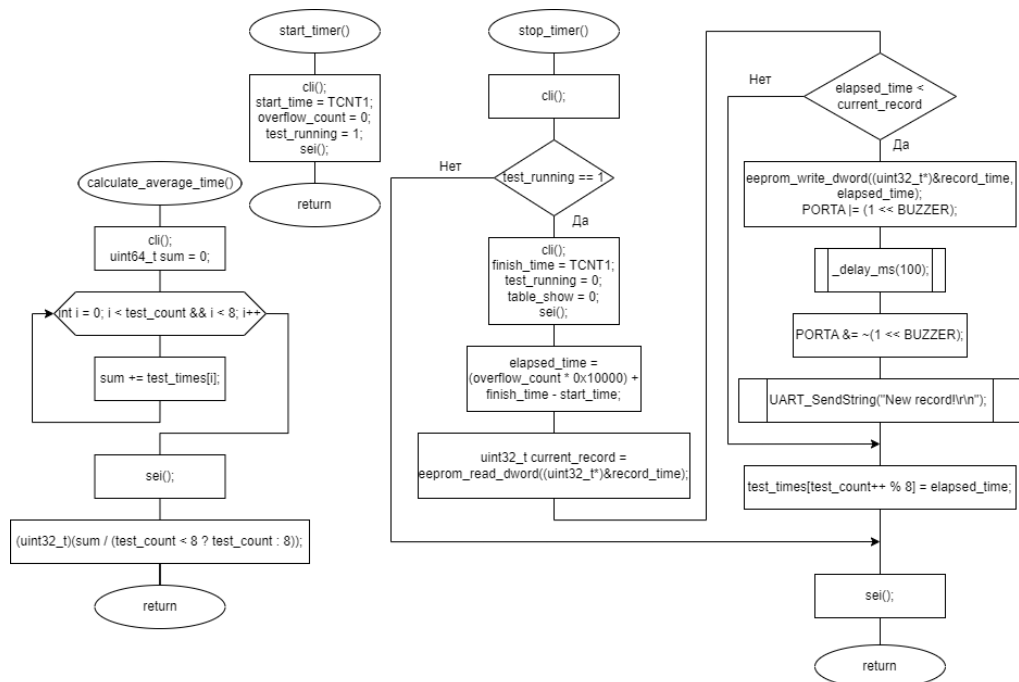 start_timer()
cli();
start_time = TCNT1;
overflow_count = 0;
test_running = 1;
sei();
return
calculate_average_time()
cli();
uint64_t sum = 0;
int i = 0; i < test_count && i < 8; i++
sum += test_times[i];
sei();
(uint32_t)(sum / (test_count < 8 ? test_count : 8));
return
stop_timer()
cli();
Нет
test_running == 1
Да
cli();
finish_time = TCNT1;
test_running = 0;
table_show = 0;
sei();
elapsed_time =
(overflow_count * 0x10000) +
finish_time - start_time;
uint32_t current_record =
eeprom_read_dword((uint32_t*)&record_time);
Нет
elapsed_time <
current_record
Да
eeprom_write_dword((uint32_t*)&record_time,
elapsed_time);
PORTA |= (1 << BUZZER);
_delay_ms(100);
PORTA &= ~(1 << BUZZER);
UART_SendString("New record!\r\n");
test_times[test_count++ % 8] = elapsed_time;
sei();
return